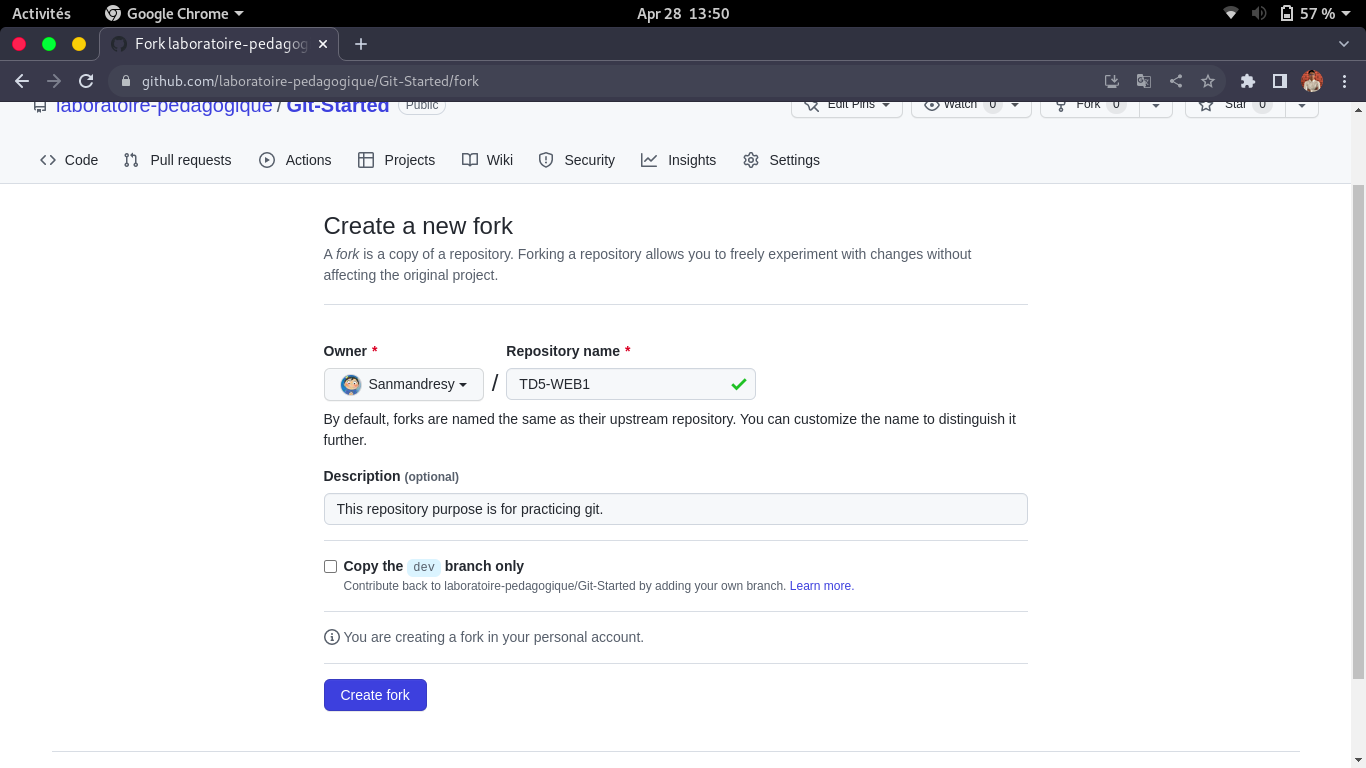 Activités Google Chrome Apr 28 13:50 57 %
Fork laboratoire-pedagog
github.com/laboratoire-pedagogique/Git-Started/fork
laboratoire-pedagogique / Git-Started Public Edit Pins Watch 0 Fork 0 Star 0
Code Pull requests Actions Projects Wiki Security Insights Settings
Create a new fork
A fork is a copy of a repository. Forking a repository allows you to freely experiment with changes without
affecting the original project.
Owner * Repository name *
Sanmandresy / TD5-WEB1
By default, forks are named the same as their upstream repository. You can customize the name to distinguish it
further.
Description (optional)
This repository purpose is for practicing git.
Copy the dev branch only
Contribute back to laboratoire-pedagogique/Git-Started by adding your own branch. Learn more.
You are creating a fork in your personal account.
Create fork